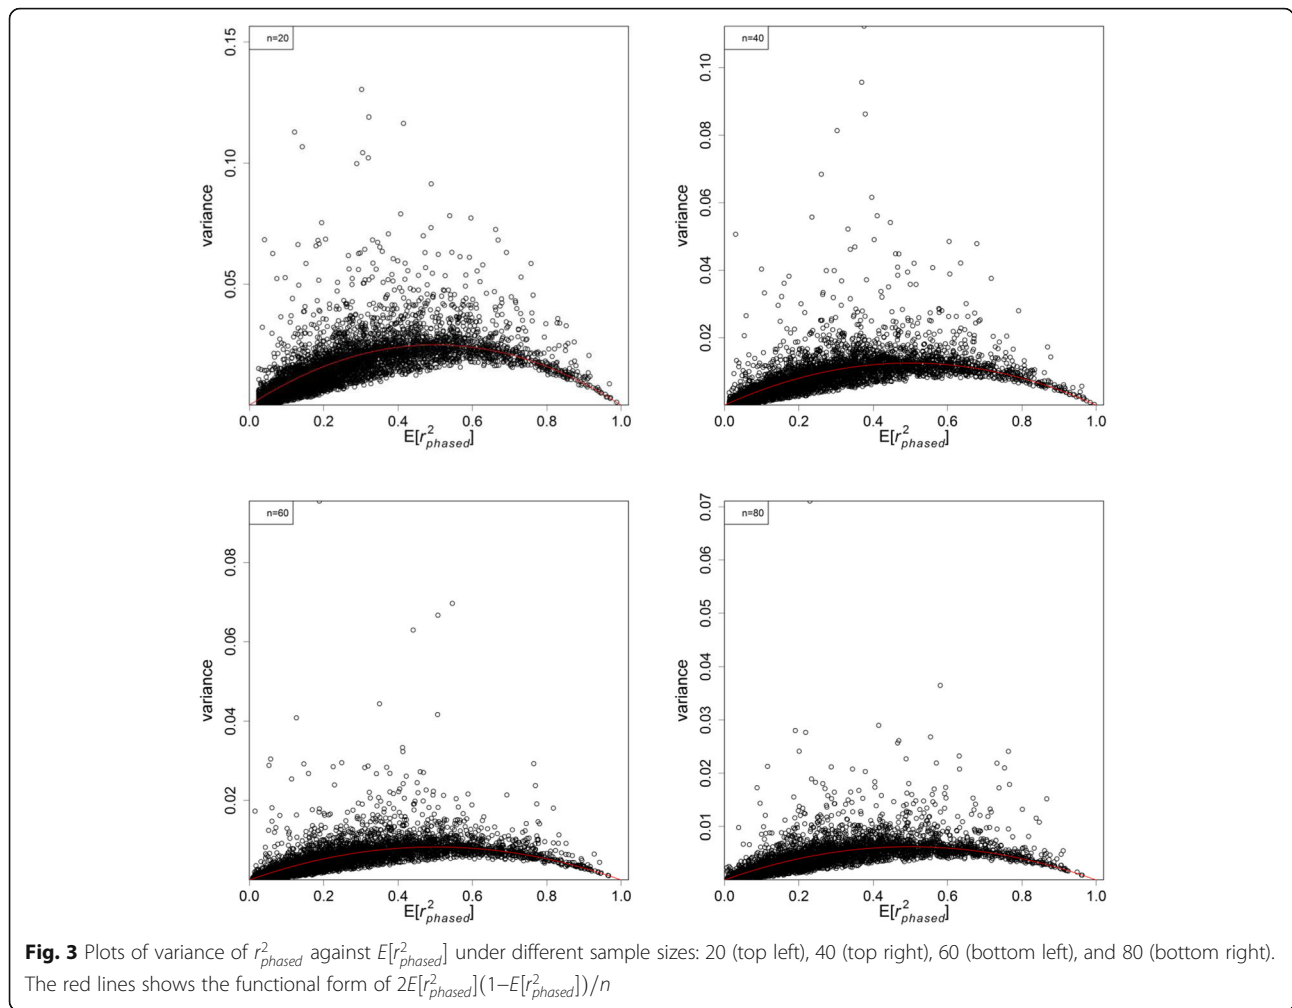 n=20
variance
0.15
0.10
0.05
0.0 0.2 0.4 0.6 0.8 1.0
E[r²phased]
n=40
variance
0.10
0.08
0.06
0.04
0.02
0.0 0.2 0.4 0.6 0.8 1.0
E[r²phased]
n=60
variance
0.08
0.06
0.04
0.02
0.0 0.2 0.4 0.6 0.8 1.0
E[r²phased]
n=80
variance
0.07
0.06
0.05
0.04
0.03
0.02
0.01
0.0 0.2 0.4 0.6 0.8 1.0
E[r²phased]
Fig. 3 Plots of variance of r²phased against E[r²phased] under different sample sizes: 20 (top left), 40 (top right), 60 (bottom left), and 80 (bottom right).
The red lines shows the functional form of 2E[r²phased](1–E[r²phased])/n